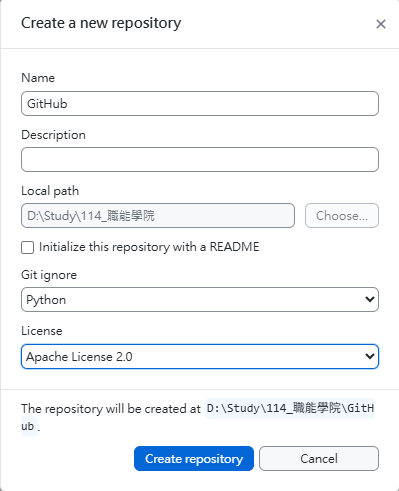 Create a new repository
Name
GitHub
Description
Local path
D:\Study\114_職能學院
Choose...
Initialize this repository with a README
Git ignore
Python
License
Apache License 2.0
The repository will be created at D:\Study\114_職能學院\GitH
ub.
Create repository
Cancel